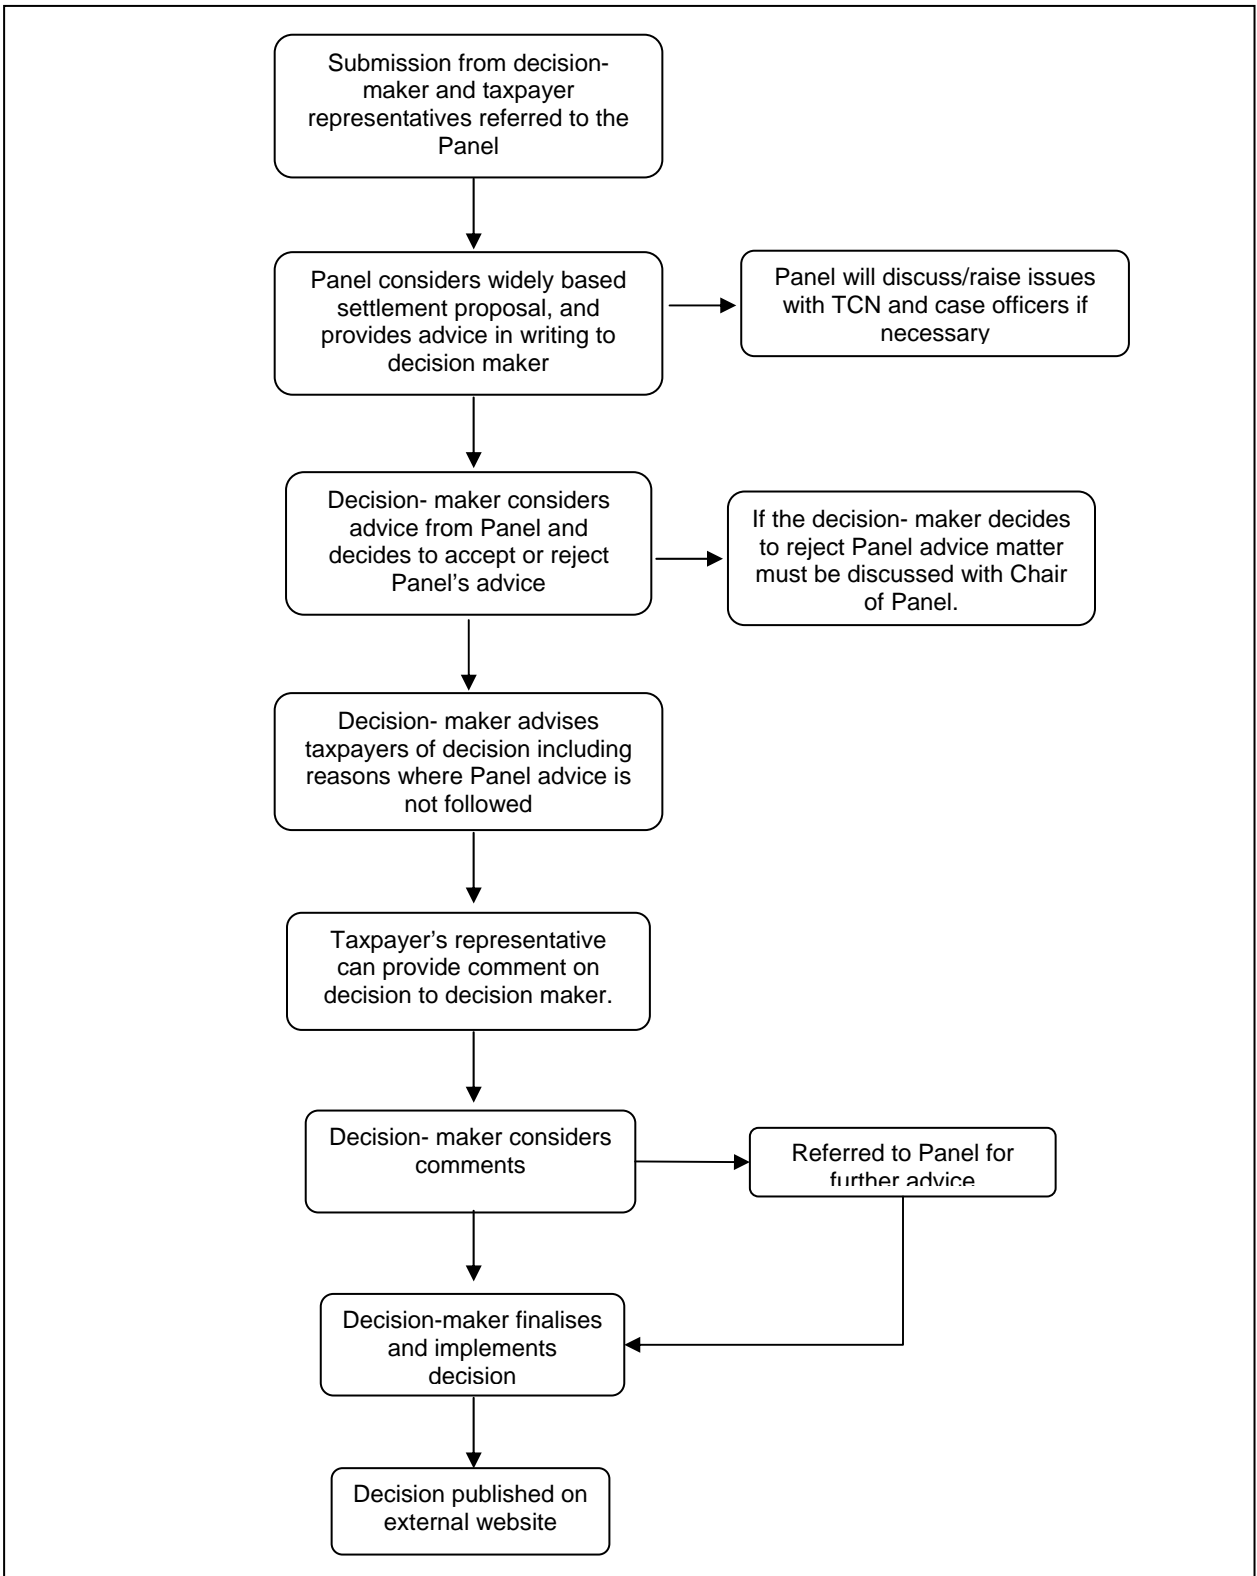 Submission from decision-
maker and taxpayer
representatives referred to the
Panel
Panel considers widely based
settlement proposal, and
provides advice in writing to
decision maker
Panel will discuss/raise issues
with TCN and case officers if
necessary
Decision- maker considers
advice from Panel and
decides to accept or reject
Panel's advice
If the decision- maker decides
to reject Panel advice matter
must be discussed with Chair
of Panel.
Decision- maker advises
taxpayers of decision including
reasons where Panel advice is
not followed
Taxpayer's representative
can provide comment on
decision to decision maker.
Decision- maker considers
comments
Referred to Panel for
further advice
Decision-maker finalises
and implements
decision
Decision published on
external website